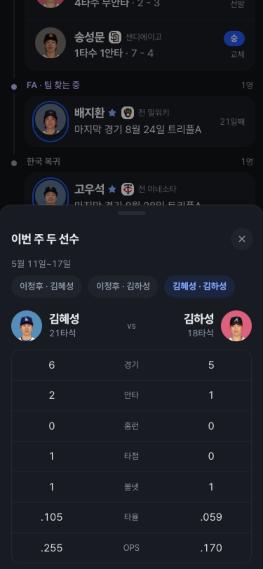 4타수 무안타 · 2 - 3
선발
송성문 샌디에이고
승
1타수 1안타 · 7 - 4
교체
FA · 팀 찾는 중 1명
배지환 전 밀워키
21일째
마지막 경기 8월 24일 트리플A
한국 복귀 1명
고우석 전 미네소타
이번 주 두 선수
5월 11일~17일
이정후 · 김혜성 이정후 · 김하성 김혜성 · 김하성
김혜성 vs 김하성
21타석 18타석
6 경기 5
2 안타 1
0 홈런 0
1 타점 0
1 볼넷 1
.105 타율 .059
.255 OPS .170